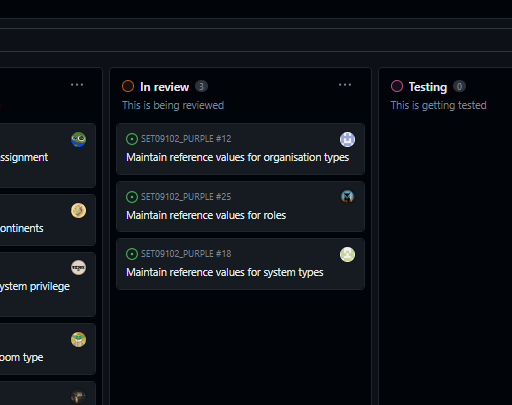 In review 3
This is being reviewed
SET09102_PURPLE #12
Maintain reference values for organisation types
SET09102_PURPLE #25
Maintain reference values for roles
SET09102_PURPLE #18
Maintain reference values for system types
Testing 0
This is getting tested
ssignment
ontinents
ystem privilege
oom type